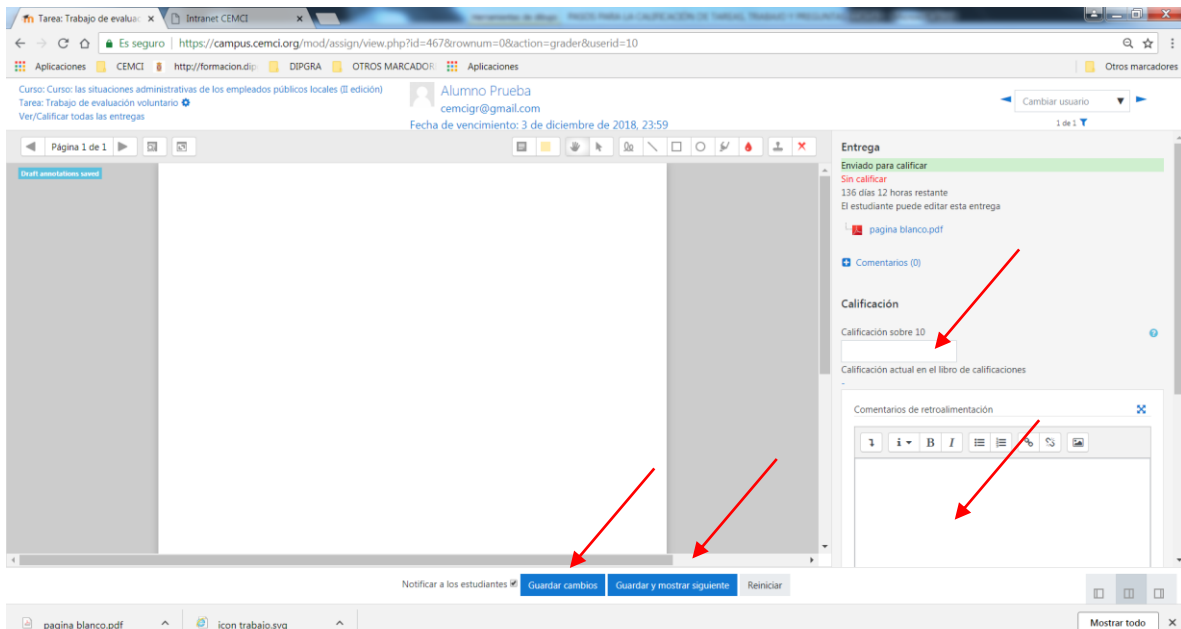 Tarea: Trabajo de evaluac
Intranet CEMCI
Es seguro
https://campus.cemci.org/mod/assign/view.php?id=467&rownum=0&action=grader&userid=10
Aplicaciones
CEMCI
http://formacion.dip
DIPGRA
OTROS MARCADOR
Aplicaciones
Otros marcadores
Curso: Curso: las situaciones administrativas de los empleados públicos locales (II edición)
Tarea: Trabajo de evaluación voluntario
Ver/Calificar todas las entregas
Alumno Prueba
cemcigr@gmail.com
Fecha de vencimiento: 3 de diciembre de 2018, 23:59
Cambiar usuario
1 de 1
Página 1 de 1
Draft annotations saved
Entrega
Enviado para calificar
Sin calificar
136 días 12 horas restante
El estudiante puede editar esta entrega
pagina blanco.pdf
Comentarios (0)
Calificación
Calificación sobre 10
Calificación actual en el libro de calificaciones
-
Comentarios de retroalimentación
B I
Notificar a los estudiantes
Guardar cambios
Guardar y mostrar siguiente
Reiniciar
pagina blanco.pdf
icon trabajo.svg
Mostrar todo